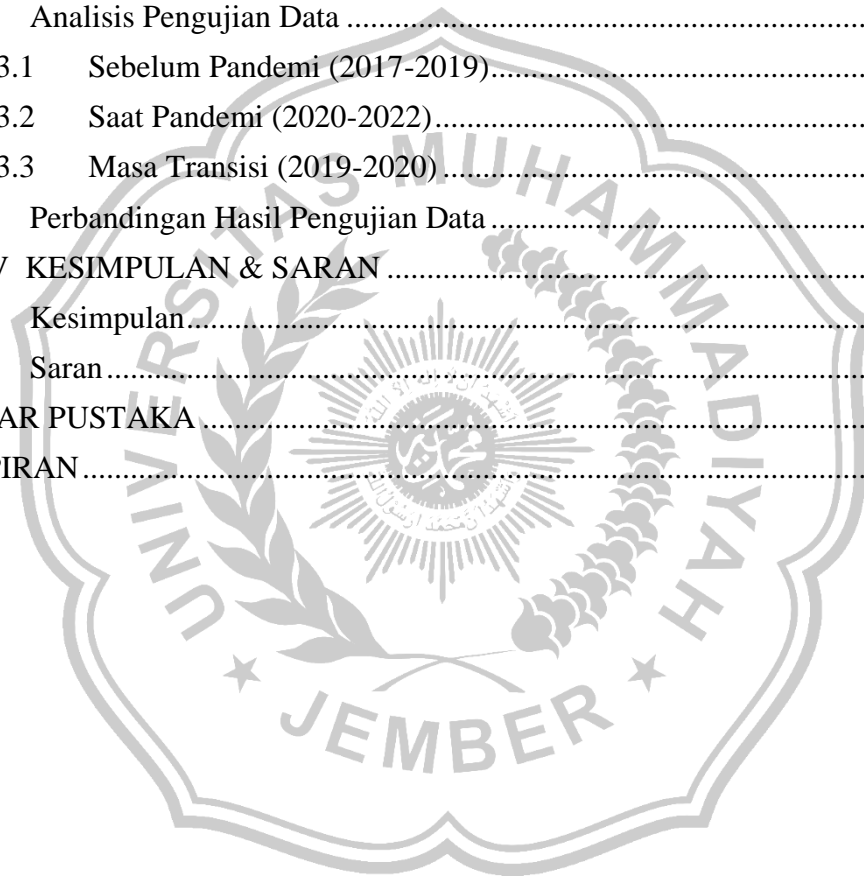 Analisis Pengujian Data ....................................................................
3.1 Sebelum Pandemi (2017-2019)..................................................
3.2 Saat Pandemi (2020-2022).........................................................
3.3 Masa Transisi (2019-2020) ........................................................
Perbandingan Hasil Pengujian Data ..................................................
KESIMPULAN & SARAN ...............................................................
Kesimpulan.........................................................................................
Saran...................................................................................................
AR PUSTAKA ....................................................................................
PIRAN...................................................................................................
UNIVERSITAS MUHAMMADIYAH
JEMBER